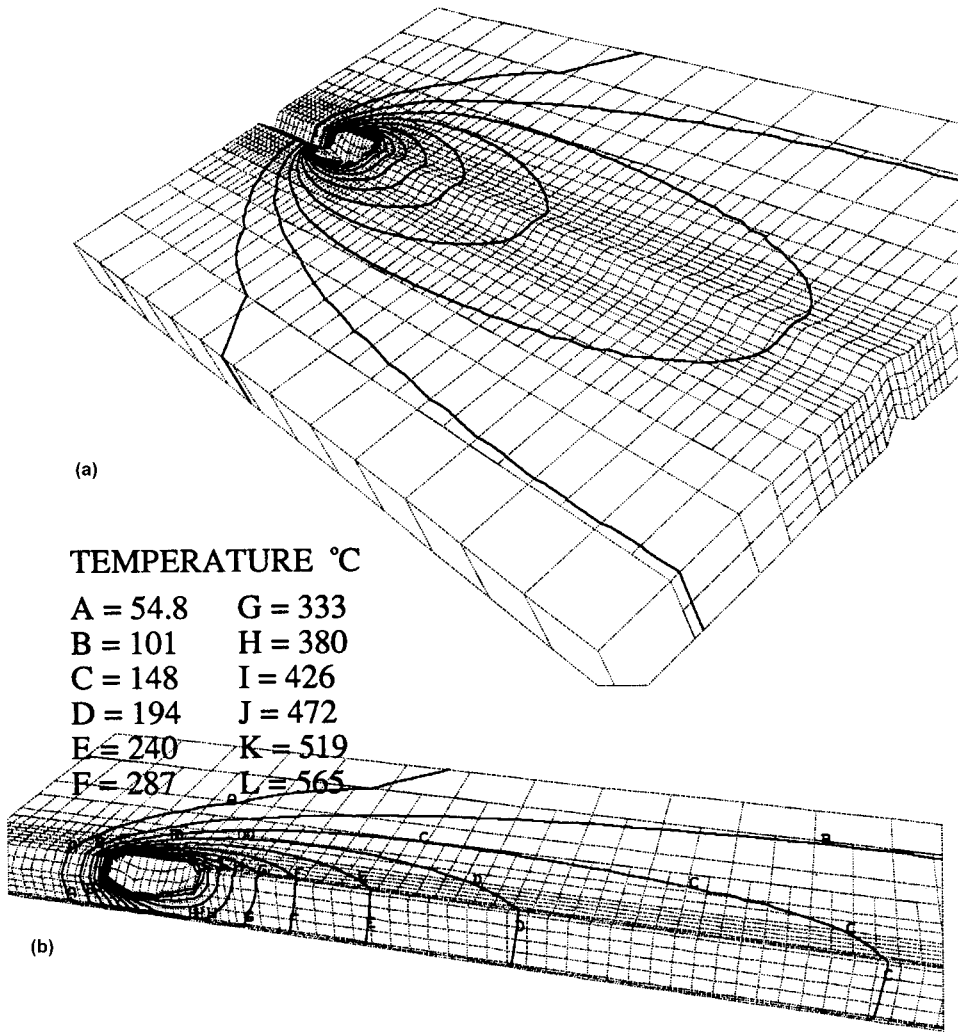 (a)
TEMPERATURE °C
A = 54.8 G = 333
B = 101 H = 380
C = 148 I = 426
D = 194 J = 472
E = 240 K = 519
F = 287 L = 565
(b)